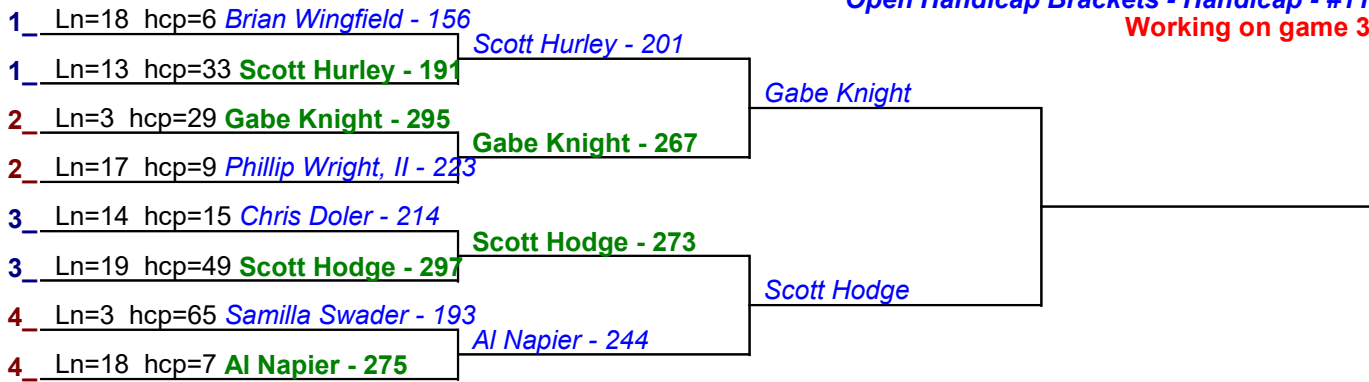 Open Handicap Brackets - Handicap - #11
Working on game 3
1_ Ln=18 hcp=6 Brian Wingfield - 156
Scott Hurley - 201
1_ Ln=13 hcp=33 Scott Hurley - 191
Gabe Knight
2_ Ln=3 hcp=29 Gabe Knight - 295
Gabe Knight - 267
2_ Ln=17 hcp=9 Phillip Wright, II - 223
3_ Ln=14 hcp=15 Chris Doler - 214
Scott Hodge - 273
3_ Ln=19 hcp=49 Scott Hodge - 297
Scott Hodge
4_ Ln=3 hcp=65 Samilla Swader - 193
Al Napier - 244
4_ Ln=18 hcp=7 Al Napier - 275